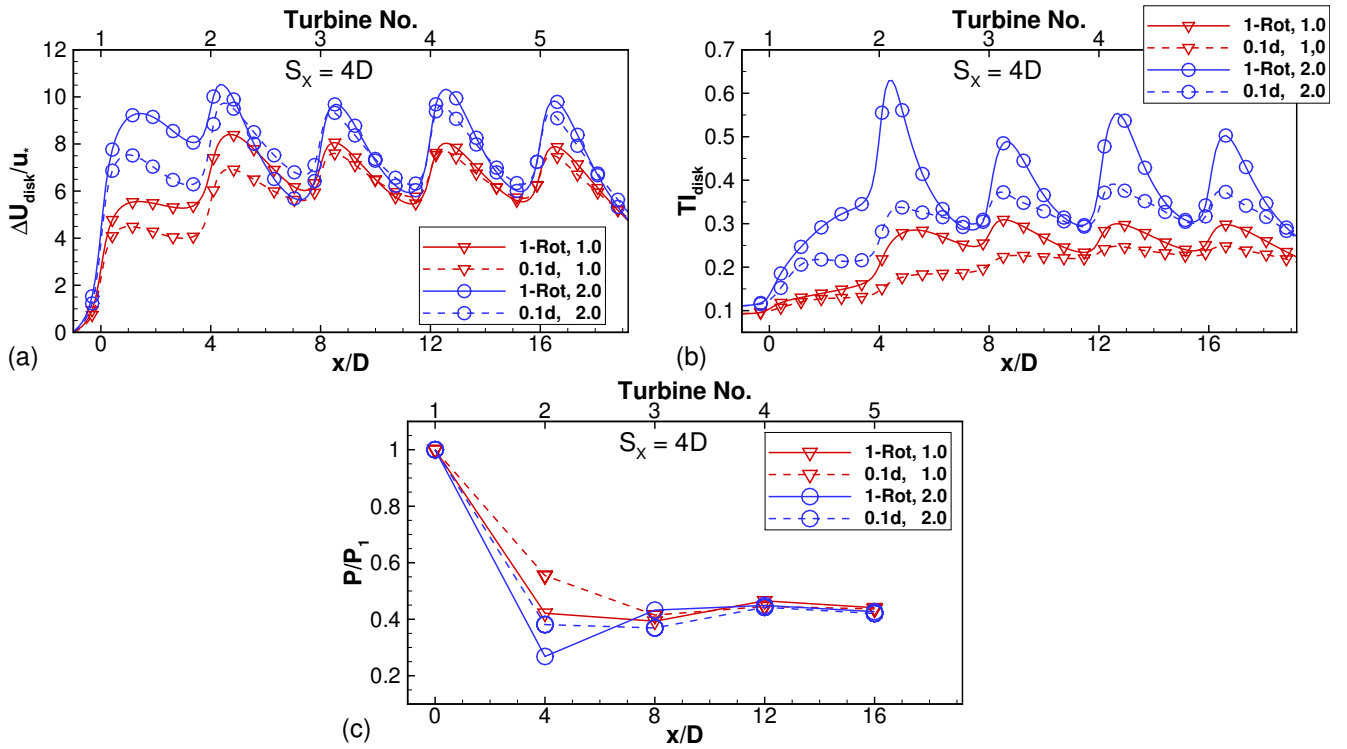 Turbine No.
1 2 3 4 5
S_X = 4D
ΔU_disk/u_*
12
10
8
6
4
2
0
1-Rot, 1.0
0.1d, 1.0
1-Rot, 2.0
0.1d, 2.0
0 4 8 12 16
x/D
(a)
Turbine No.
1 2 3 4
S_X = 4D
1-Rot, 1.0
0.1d, 1,0
1-Rot, 2.0
0.1d, 2.0
TI_disk
0.7
0.6
0.5
0.4
0.3
0.2
0.1
0 4 8 12 16
x/D
(b)
Turbine No.
1 2 3 4 5
S_X = 4D
1-Rot, 1.0
0.1d, 1.0
1-Rot, 2.0
0.1d, 2.0
P/P_1
1
0.8
0.6
0.4
0.2
0 4 8 12 16
x/D
(c)